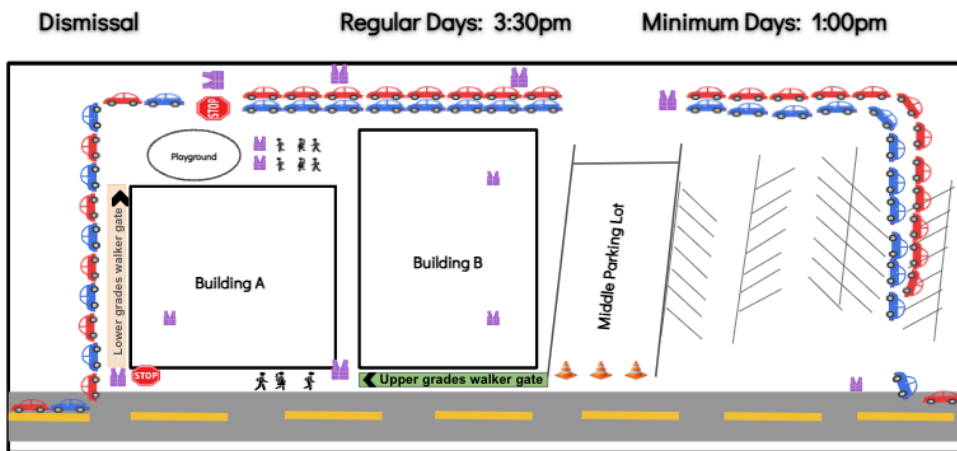 Dismissal
Regular Days: 3:30pm
Minimum Days: 1:00pm
STOP
Playground
Lower grades walker gate
Building A
Building B
Middle Parking Lot
STOP
Upper grades walker gate